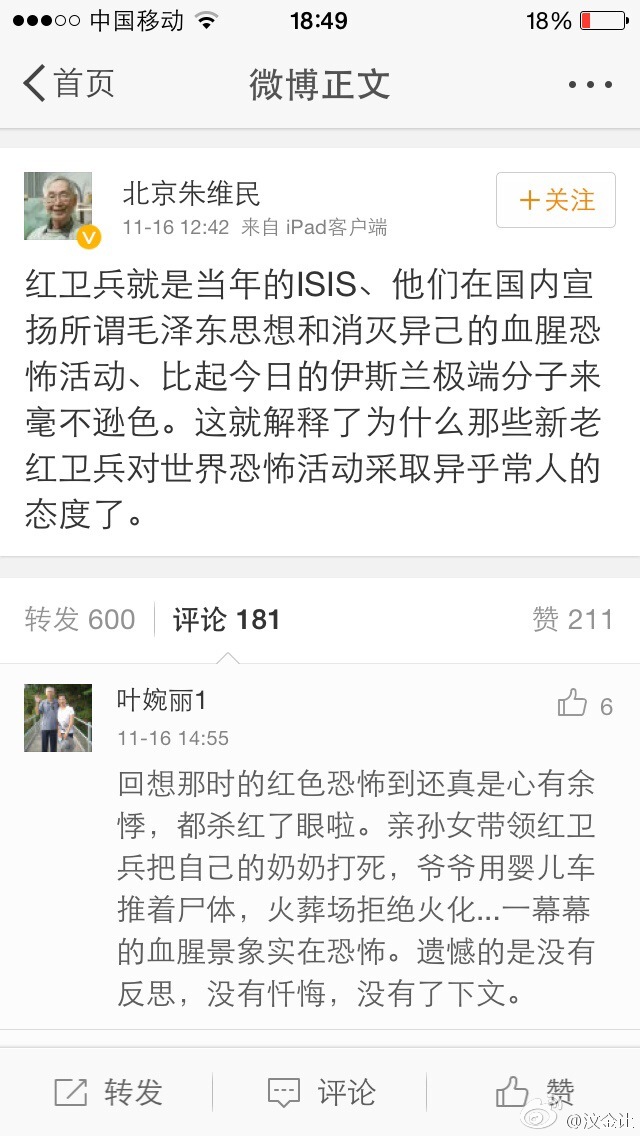 中国移动 18:49 18%
首页 微博正文
北京朱维民 +关注
11-16 12:42 来自 iPad客户端
红卫兵就是当年的ISIS、他们在国内宣
扬所谓毛泽东思想和消灭异己的血腥恐
怖活动、比起今日的伊斯兰极端分子来
毫不逊色。这就解释了为什么那些新老
红卫兵对世界恐怖活动采取异乎常人的
态度了。
转发 600 评论 181 赞 211
叶婉丽1 6
11-16 14:55
回想那时的红色恐怖到还真是心有余
悸，都杀红了眼啦。亲孙女带领红卫
兵把自己的奶奶打死，爷爷用婴儿车
推着尸体，火葬场拒绝火化...一幕幕
的血腥景象实在恐怖。遗憾的是没有
反思，没有忏悔，没有了下文。
转发 评论 赞